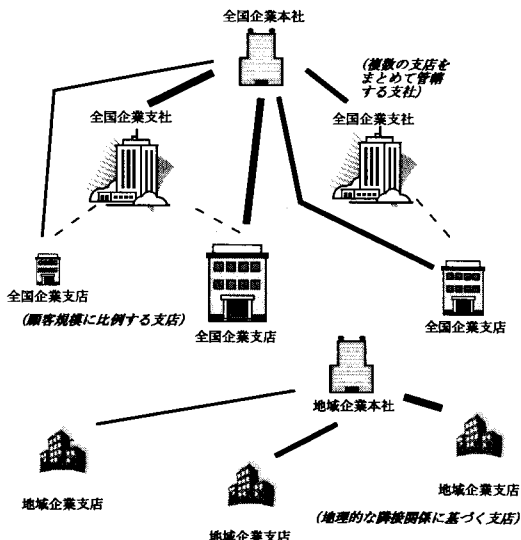 全国企業本社
(複数の支店を
まとめて管轄
する支社)
全国企業支社
全国企業支社
全国企業支店
(顧客規模に比例する支店)
全国企業支店
全国企業支店
地域企業本社
地域企業支店
地域企業支店
(地理的な隣接関係に基づく支店)
地域企業支店